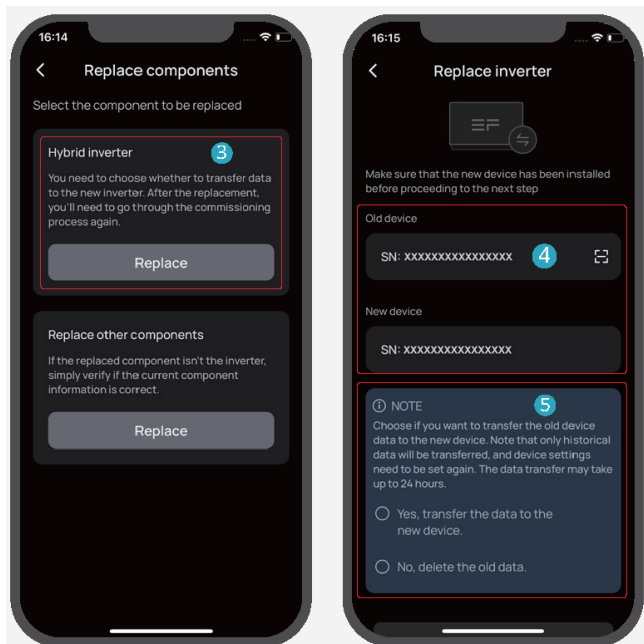 16:14
Replace components
Select the component to be replaced
Hybrid inverter
3
You need to choose whether to transfer data
to the new inverter. After the replacement,
you'll need to go through the commissioning
process again.
Replace
Replace other components
If the replaced component isn't the inverter,
simply verify if the current component
information is correct.
Replace
16:15
Replace inverter
Make sure that the new device has been installed
before proceeding to the next step
Old device
SN: xxxxxxxxxxxxxxxx
4
New device
SN: xxxxxxxxxxxxxxxx
NOTE
5
Choose if you want to transfer the old device
data to the new device. Note that only historical
data will be transferred, and device settings
need to be set again. The data transfer may take
up to 24 hours.
Yes, transfer the data to the
new device.
No, delete the old data.